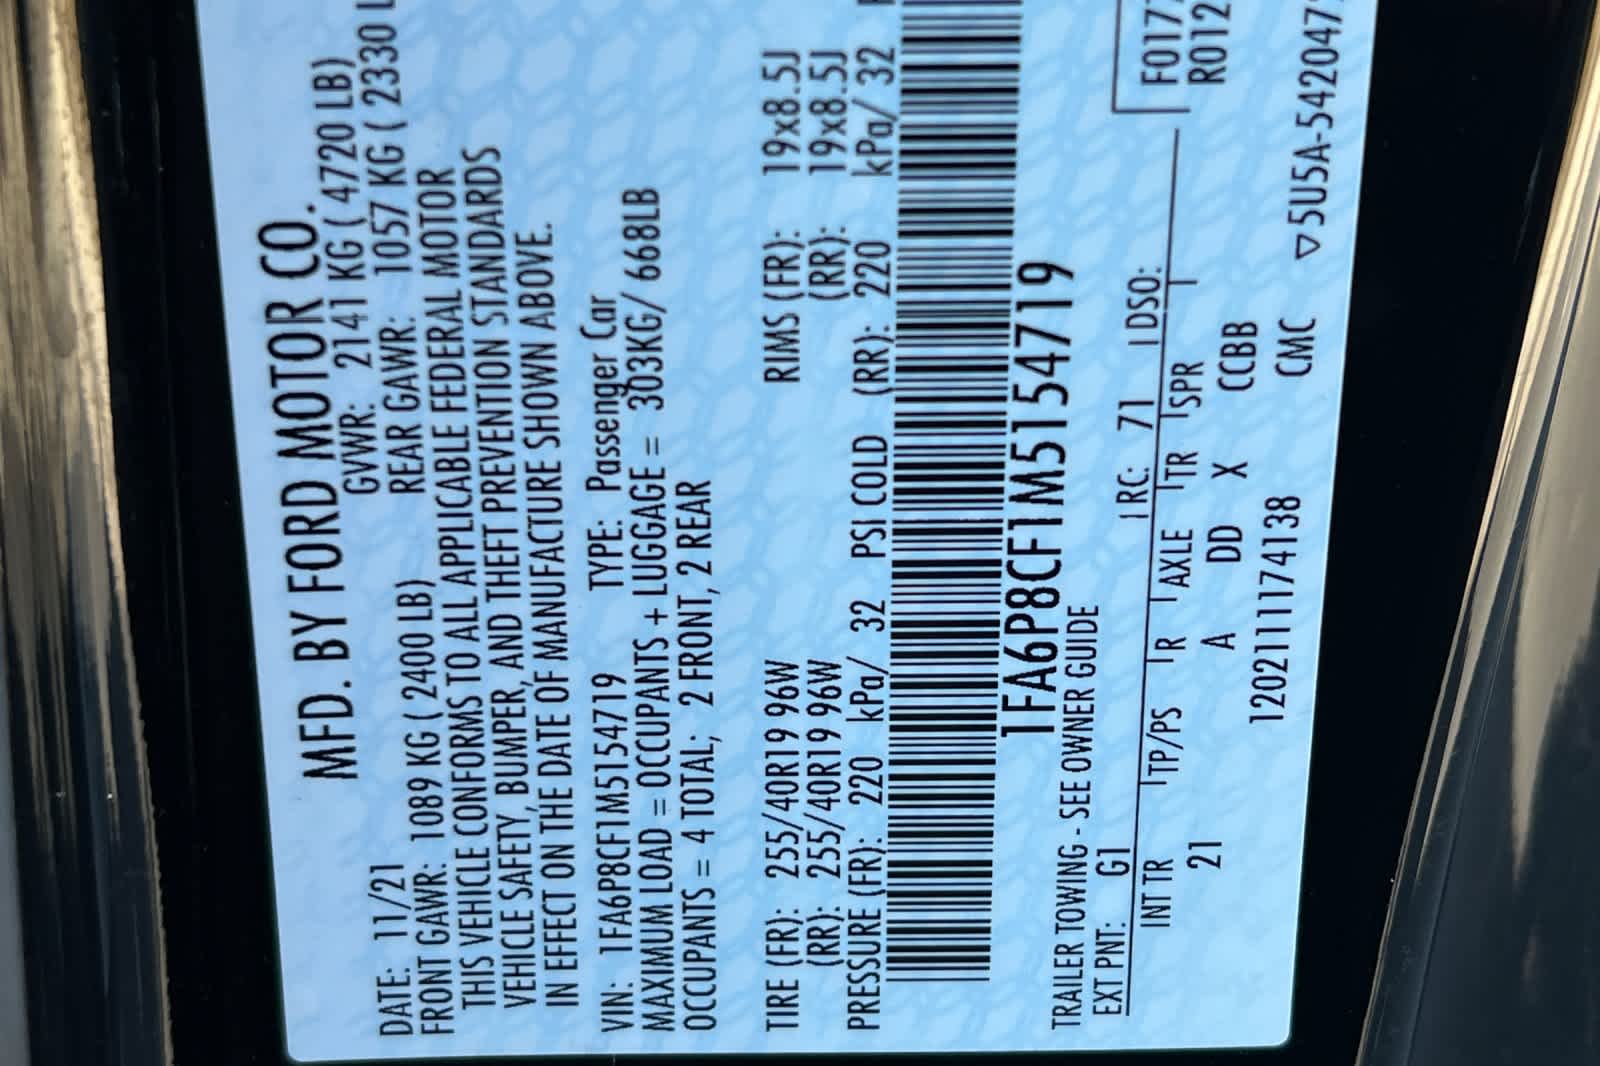 MFD. BY FORD MOTOR CO.
DATE: 11/21 GVWR: 2141 KG ( 4720 LB)
FRONT GAWR: 1089 KG ( 2400 LB) REAR GAWR: 1057 KG ( 2330 L
THIS VEHICLE CONFORMS TO ALL APPLICABLE FEDERAL MOTOR
VEHICLE SAFETY, BUMPER, AND THEFT PREVENTION STANDARDS
IN EFFECT ON THE DATE OF MANUFACTURE SHOWN ABOVE.
VIN: 1FA6P8CF1M5154719 TYPE: Passenger Car
MAXIMUM LOAD = OCCUPANTS + LUGGAGE = 303KG/ 668LB
OCCUPANTS = 4 TOTAL; 2 FRONT, 2 REAR
TIRE (FR): 255/40R19 96W RIMS (FR): 19x8.5J
(RR): 255/40R19 96W (RR): 19x8.5J
PRESSURE (FR): 220 kPa/ 32 PSI COLD (RR): 220 kPa/ 32
1FA6P8CF1M5154719
TRAILER TOWING - SEE OWNER GUIDE
EXT PNT: G1 RC: 71 DSO: F0177
INT TR TP/PS R AXLE TR SPR R012
21 A DD X CCBB
120211117 4138 CMC ▽5U5A-5420472